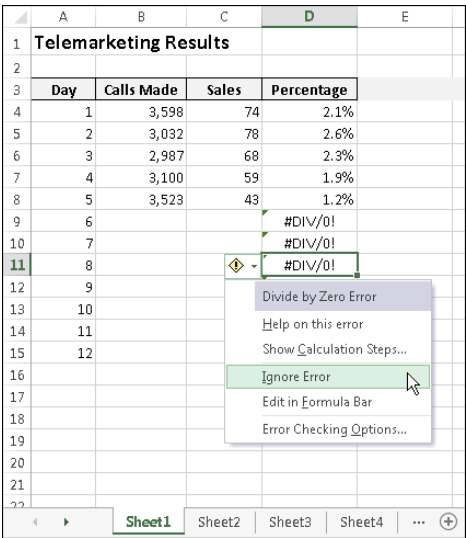 A B C D E
1 Telemarketing Results
2
3 Day Calls Made Sales Percentage
4 1 3,598 74 2.1%
5 2 3,032 78 2.6%
6 3 2,987 68 2.3%
7 4 3,100 59 1.9%
8 5 3,523 43 1.2%
9 6 #DIV/0!
10 7 #DIV/0!
11 8 #DIV/0!
12 9
Divide by Zero Error
13 10
Help on this error
14 11
Show Calculation Steps...
15 12
16
Ignore Error
17
Edit in Formula Bar
18
Error Checking Options...
19
20
21
22
Sheet1 Sheet2 Sheet3 Sheet4 ...